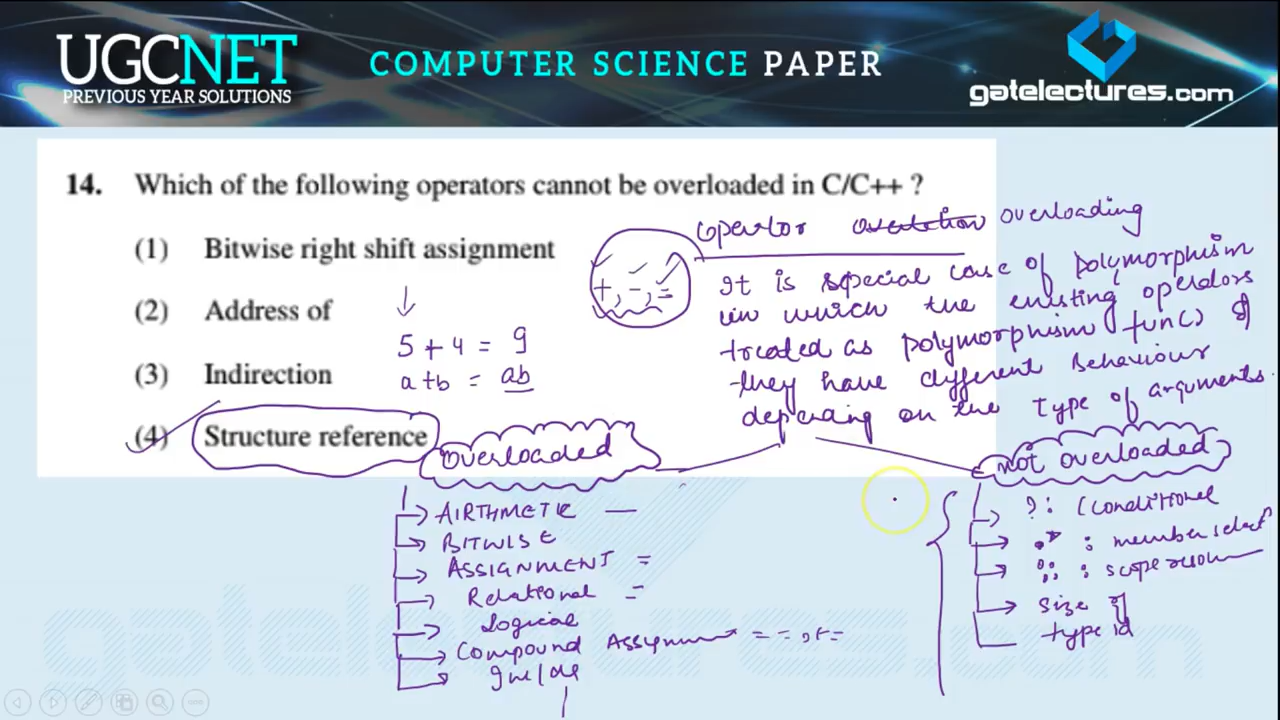 UGCNET
PREVIOUS YEAR SOLUTIONS
COMPUTER SCIENCE PAPER
gatelectures.com
14. Which of the following operators cannot be overloaded in C/C++ ?
(1) Bitwise right shift assignment
(2) Address of
(3) Indirection
(4) Structure reference
5 + 4 = 9
a + b = ab
+, -, =
opertor overloading
It is special case of polymorphism
in which the existing operators
treated as polymorphism func() &
they have different Behaviour
depending on the type of arguments.
overloaded
AIRTHMETIC —
BITWISE
ASSIGNMENT =
Relational =
Logical
Compound Assignment = =, += 
not overloaded
?: (conditional
.* : member select
:: : scope resolun
size of
type id
gatelectures.com